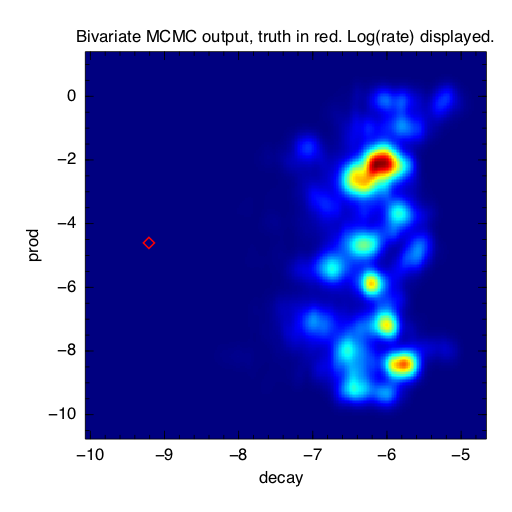 Bivariate MCMC output, truth in red. Log(rate) displayed.
0
−2
−4
prod
−6
−8
−10
−10 −9 −8 −7 −6 −5
decay